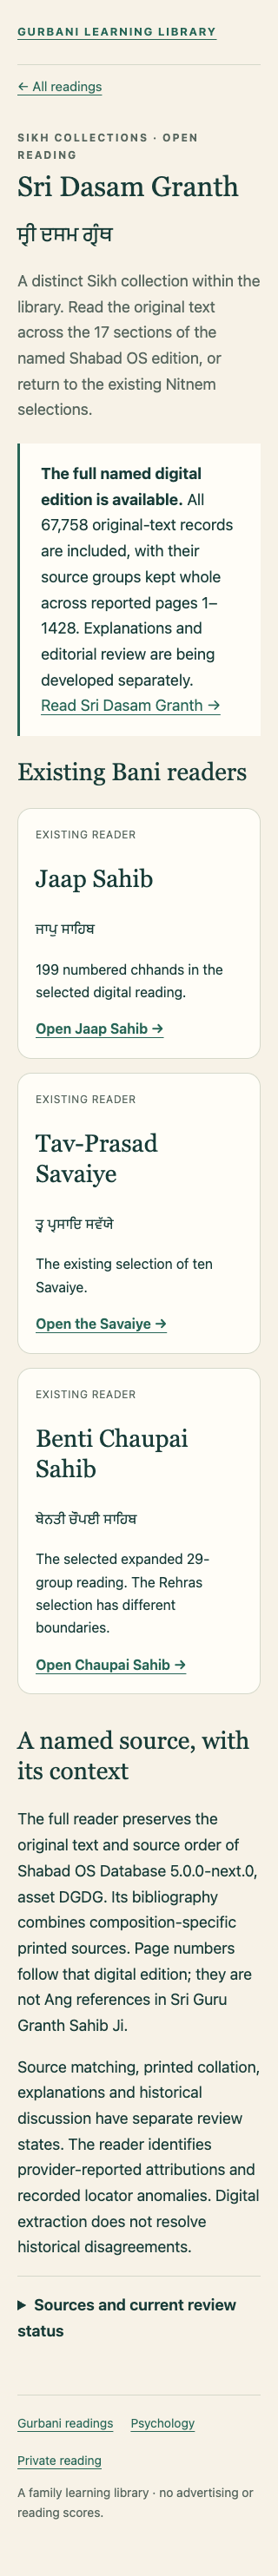 GURBANI LEARNING LIBRARY
← All readings
SIKH COLLECTIONS · OPEN
READING
Sri Dasam Granth
ਸ੍ਰੀ ਦਸਮ ਗ੍ਰੰਥ
A distinct Sikh collection within the
library. Read the original text
across the 17 sections of the
named Shabad OS edition, or
return to the existing Nitnem
selections.
The full named digital
edition is available. All
67,758 original-text records
are included, with their
source groups kept whole
across reported pages 1–
1428. Explanations and
editorial review are being
developed separately.
Read Sri Dasam Granth →
Existing Bani readers
EXISTING READER
Jaap Sahib
ਜਾਪੁ ਸਾਹਿਬ
199 numbered chhands in the
selected digital reading.
Open Jaap Sahib →
EXISTING READER
Tav-Prasad
Savaiye
ਤ੍ਵ ਪ੍ਰਸਾਦਿ ਸਵੱਯੇ
The existing selection of ten
Savaiye.
Open the Savaiye →
EXISTING READER
Benti Chaupai
Sahib
ਬੇਨਤੀ ਚੌਪਈ ਸਾਹਿਬ
The selected expanded 29-
group reading. The Rehras
selection has different
boundaries.
Open Chaupai Sahib →
A named source, with
its context
The full reader preserves the
original text and source order of
Shabad OS Database 5.0.0-next.0,
asset DGDG. Its bibliography
combines composition-specific
printed sources. Page numbers
follow that digital edition; they are
not Ang references in Sri Guru
Granth Sahib Ji.
Source matching, printed collation,
explanations and historical
discussion have separate review
states. The reader identifies
provider-reported attributions and
recorded locator anomalies. Digital
extraction does not resolve
historical disagreements.
▶ Sources and current review
status
Gurbani readings Psychology
Private reading
A family learning library · no advertising or
reading scores.